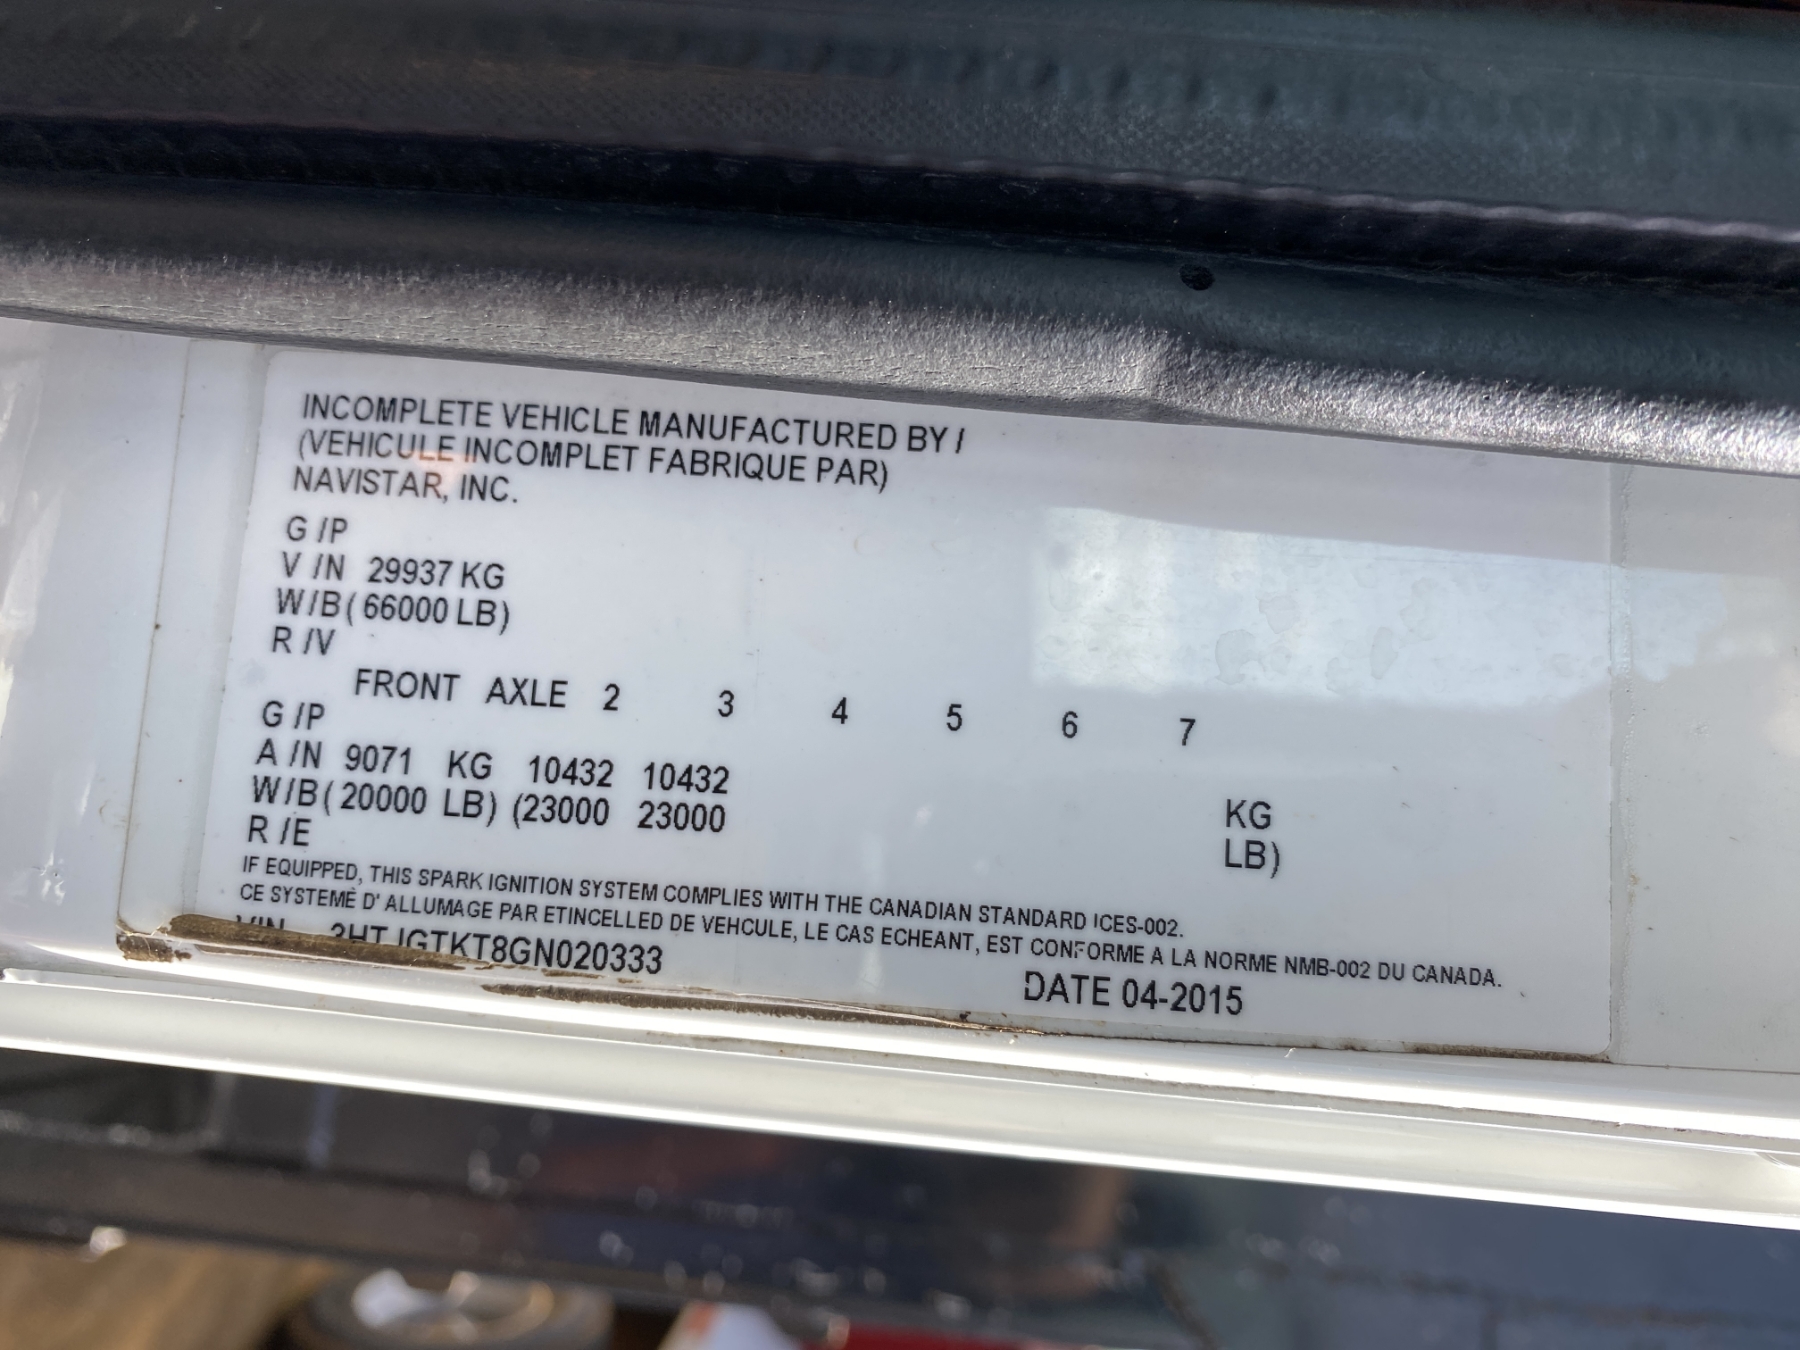 INCOMPLETE VEHICLE MANUFACTURED BY /
(VEHICULE INCOMPLET FABRIQUE PAR)
NAVISTAR, INC.
G /P
V /N 29937 KG
W/B ( 66000 LB)
R /V
FRONT AXLE 2 3 4 5 6 7
G /P
A /N 9071 KG 10432 10432 KG
W/B ( 20000 LB) (23000 23000 LB)
R /E
IF EQUIPPED, THIS SPARK IGNITION SYSTEM COMPLIES WITH THE CANADIAN STANDARD ICES-002.
CE SYSTEME D' ALLUMAGE PAR ETINCELLED DE VEHCULE, LE CAS ECHEANT, EST CONFORME A LA NORME NMB-002 DU CANADA.
VIN 3HTJGTKT8GN020333 DATE 04-2015